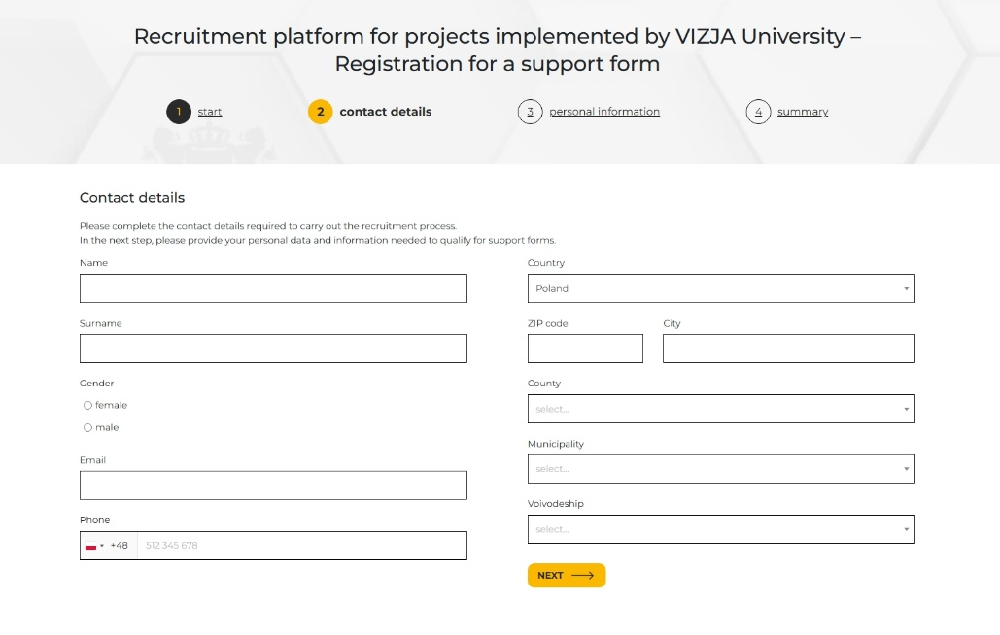 Recruitment platform for projects implemented by VIZJA University –
Registration for a support form
1 start
2 contact details
3 personal information
4 summary
Contact details
Please complete the contact details required to carry out the recruitment process.
In the next step, please provide your personal data and information needed to qualify for support forms.
Name
Surname
Gender
female
male
Email
Phone
+48 512 345 678
Country
Poland
ZIP code City
County
select...
Municipality
select...
Voivodeship
select...
NEXT